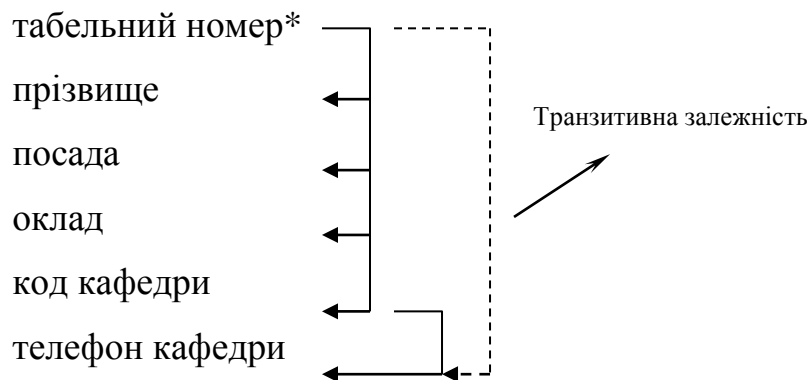 табельний номер*
прізвище
Транзитивна залежність
посада
оклад
код кафедри
телефон кафедри